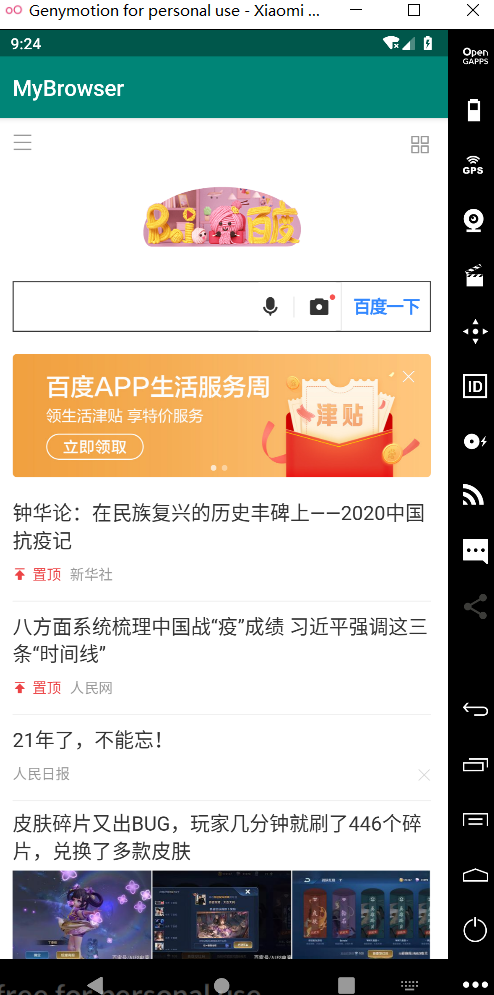 Genymotion for personal use - Xiaomi ...
9:24
Open
GAPPS
MyBrowser
GPS
百度
百度一下
ID
百度APP生活服务周
领生活津贴 享特价服务
立即领取
津贴
钟华论：在民族复兴的历史丰碑上——2020中国
抗疫记
置顶 新华社
八方面系统梳理中国战“疫”成绩 习近平强调这三
条“时间线”
置顶 人民网
21年了，不能忘！
人民日报
皮肤碎片又出BUG，玩家几分钟就刷了446个碎
片，兑换了多款皮肤
free for personal use